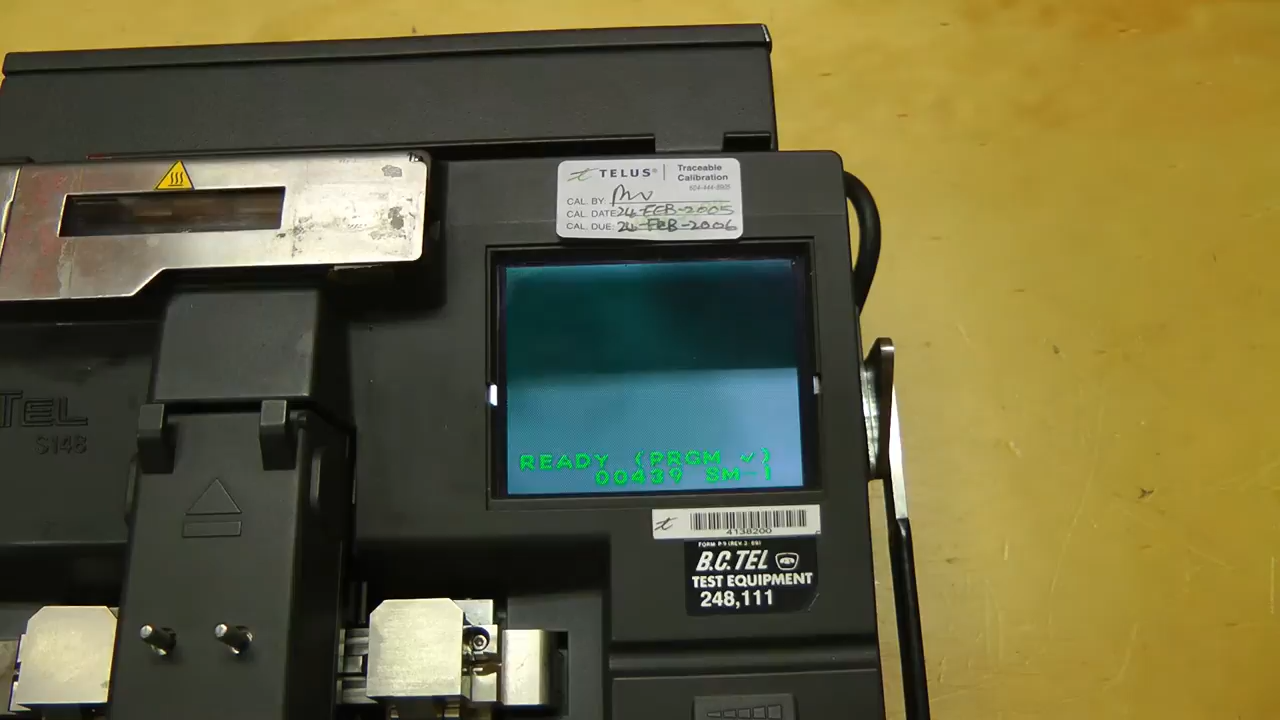 TELUS®
Traceable
Calibration
CAL. BY:
CAL. DATE: 24-FEB-2005
CAL. DUE: 24-FEB-2006
TEL
S148
READY (PRGM ✓)
00439 SM-1
4138200
B.C. TEL
TEST EQUIPMENT
248,111